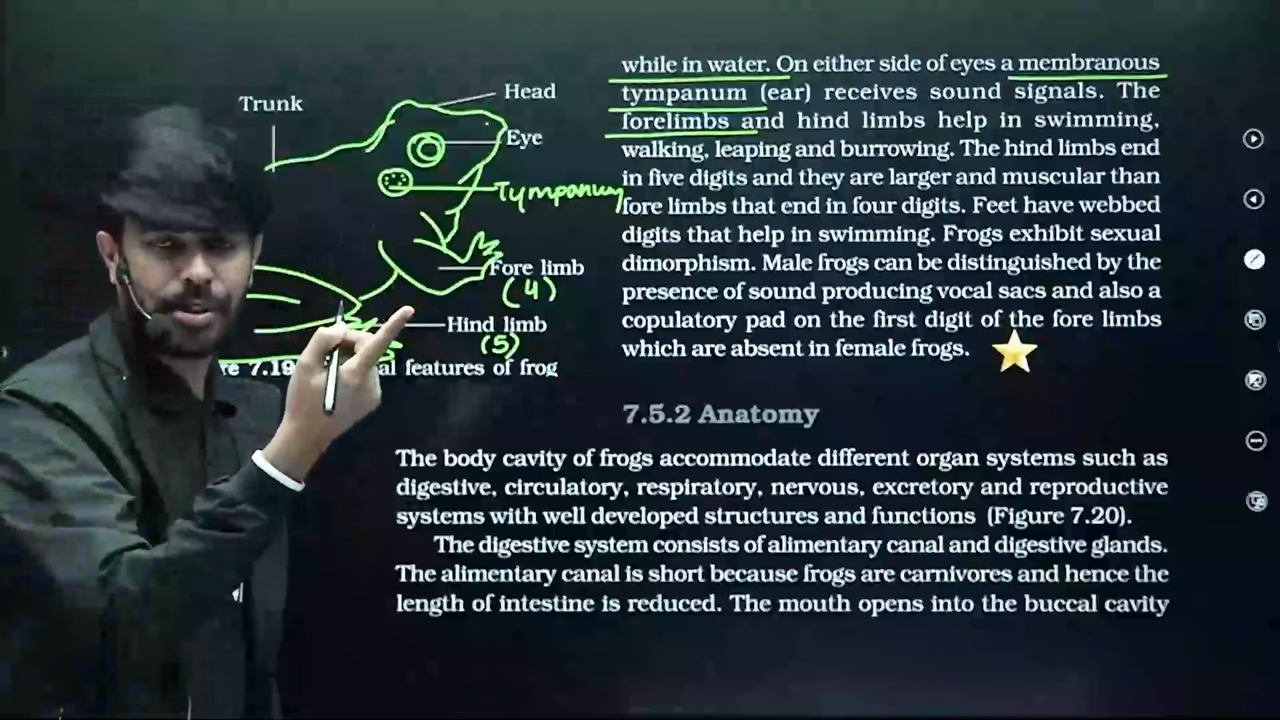 Trunk
Head
Eye
Tympanum
Fore limb
(4)
Hind limb
(5)
re 7.19 al features of frog
while in water. On either side of eyes a membranous
tympanum (ear) receives sound signals. The
forelimbs and hind limbs help in swimming,
walking, leaping and burrowing. The hind limbs end
in five digits and they are larger and muscular than
fore limbs that end in four digits. Feet have webbed
digits that help in swimming. Frogs exhibit sexual
dimorphism. Male frogs can be distinguished by the
presence of sound producing vocal sacs and also a
copulatory pad on the first digit of the fore limbs
which are absent in female frogs.
7.5.2 Anatomy
The body cavity of frogs accommodate different organ systems such as
digestive, circulatory, respiratory, nervous, excretory and reproductive
systems with well developed structures and functions (Figure 7.20).
The digestive system consists of alimentary canal and digestive glands.
The alimentary canal is short because frogs are carnivores and hence the
length of intestine is reduced. The mouth opens into the buccal cavity